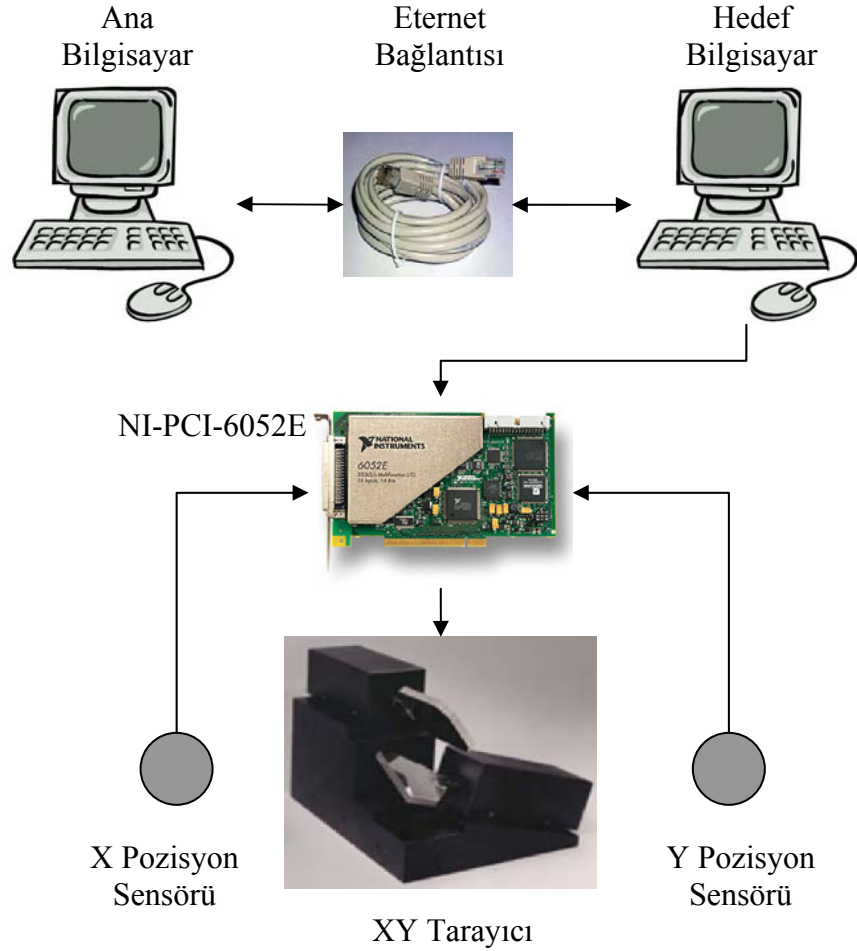 Ana
Bilgisayar
Eternet
Bağlantısı
Hedef
Bilgisayar
NI-PCI-6052E
NATIONAL
INSTRUMENTS
6052E
X Pozisyon
Sensörü
Y Pozisyon
Sensörü
XY Tarayıcı